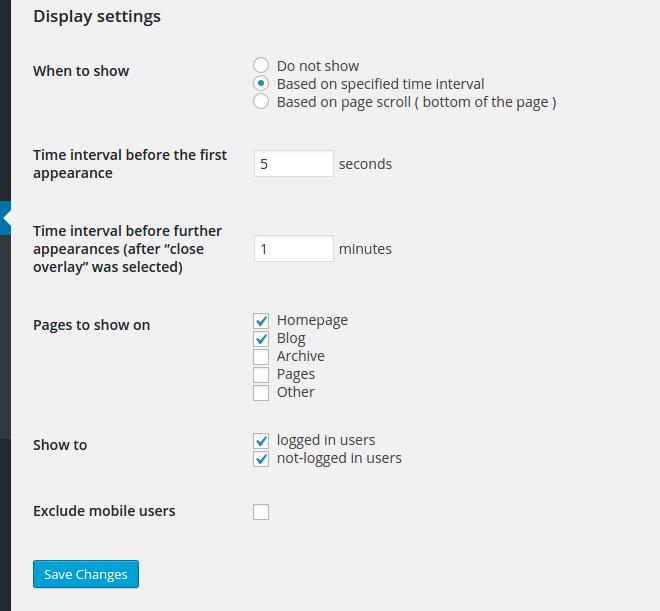 Display settings
When to show
Do not show
Based on specified time interval
Based on page scroll ( bottom of the page )
Time interval before the first
appearance
5 seconds
Time interval before further
appearances (after “close
overlay” was selected)
1 minutes
Pages to show on
Homepage
Blog
Archive
Pages
Other
Show to
logged in users
not-logged in users
Exclude mobile users
Save Changes